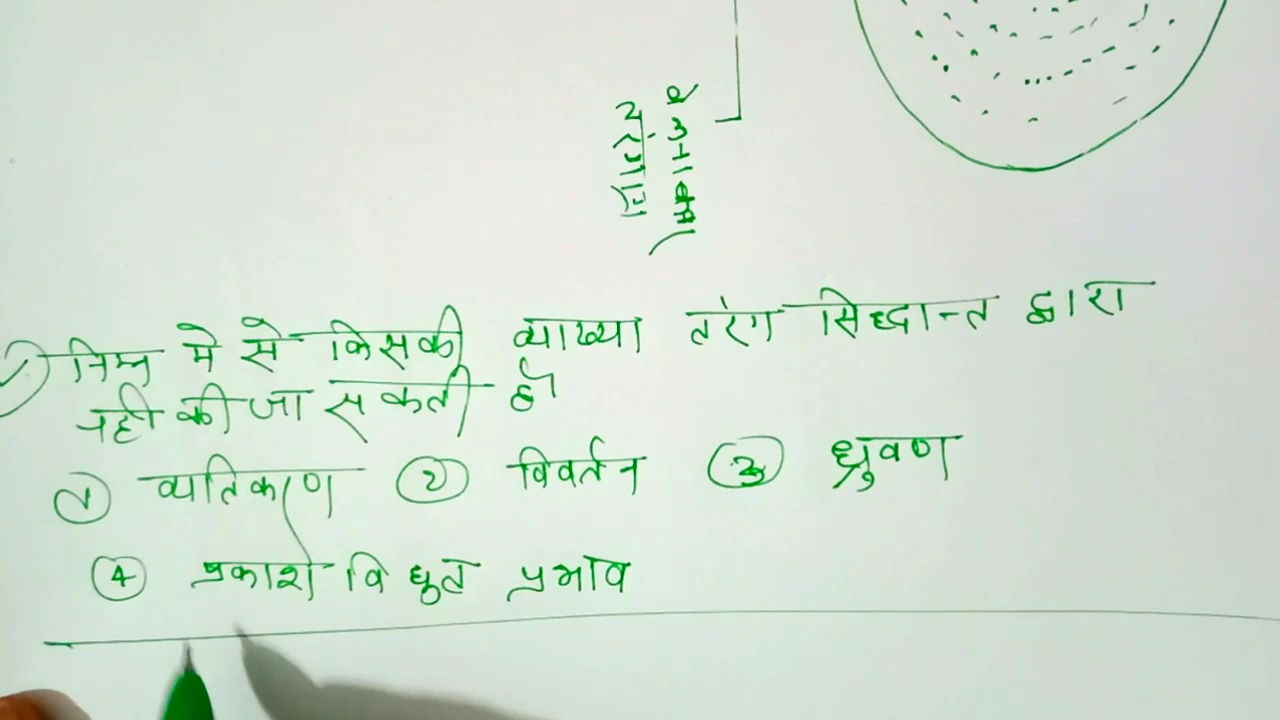 निम्न मे से किसकी व्याख्या तरंग सिध्दान्त द्वारा
नही की जा सकती है
1 व्यतिकरण 2 विवर्तन 3 ध्रुवण
4 प्रकाश विधुत प्रभाव